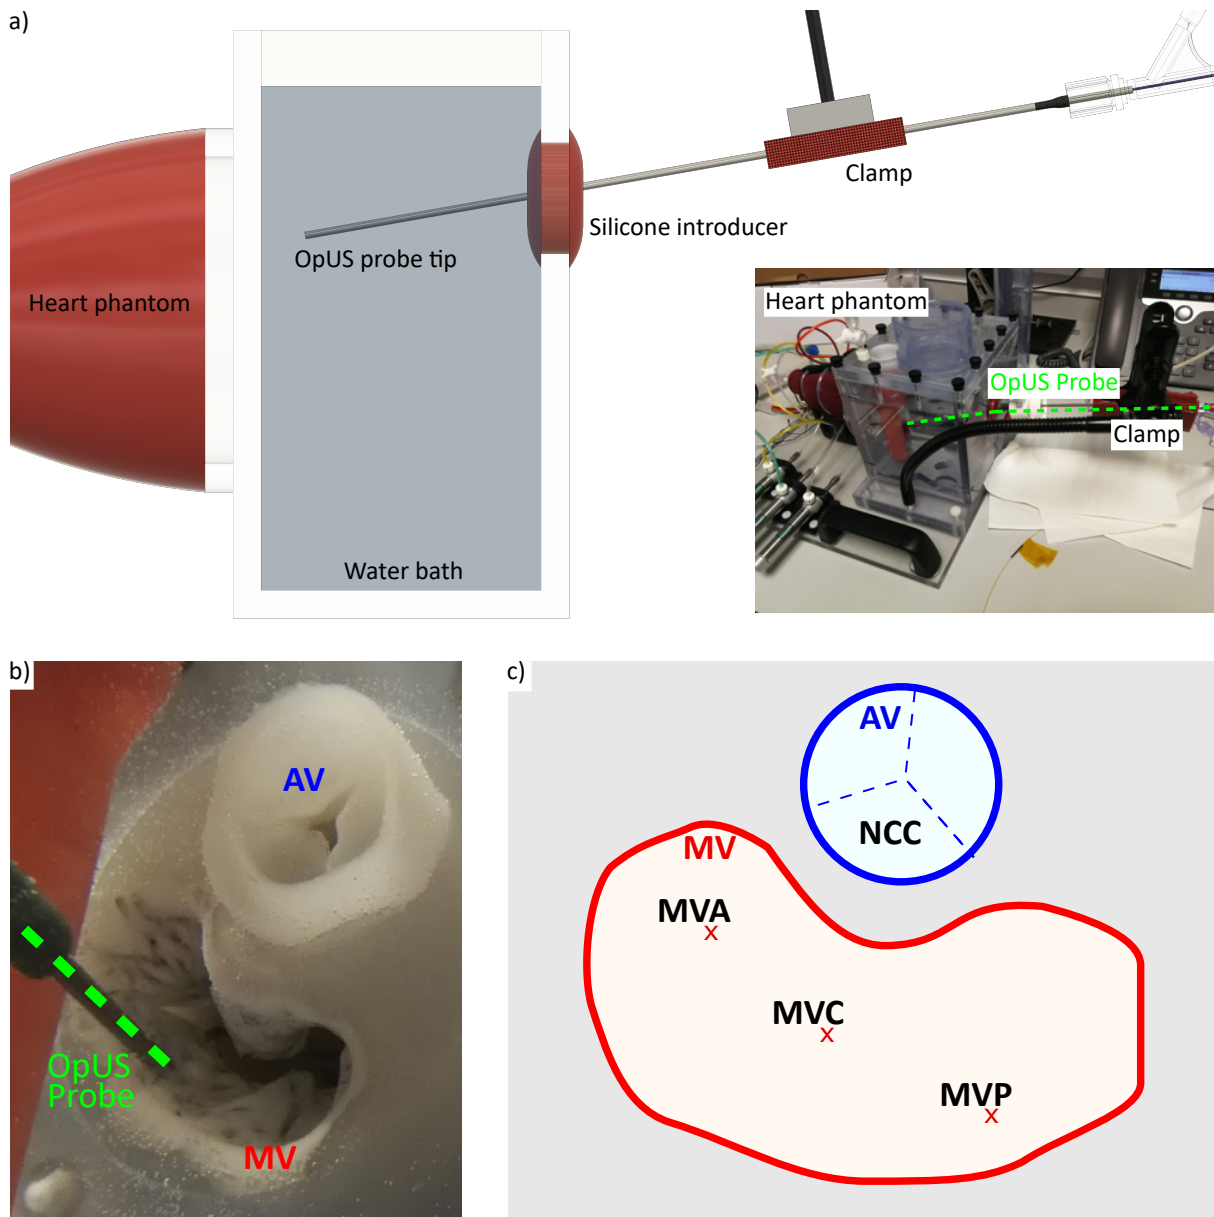 a)
Clamp
Silicone introducer
OpUS probe tip
Heart phantom
Water bath
Heart phantom
OpUS Probe
Clamp
b)
AV
OpUS
Probe
MV
c)
AV
NCC
MV
MVA
x
MVC
x
MVP
x